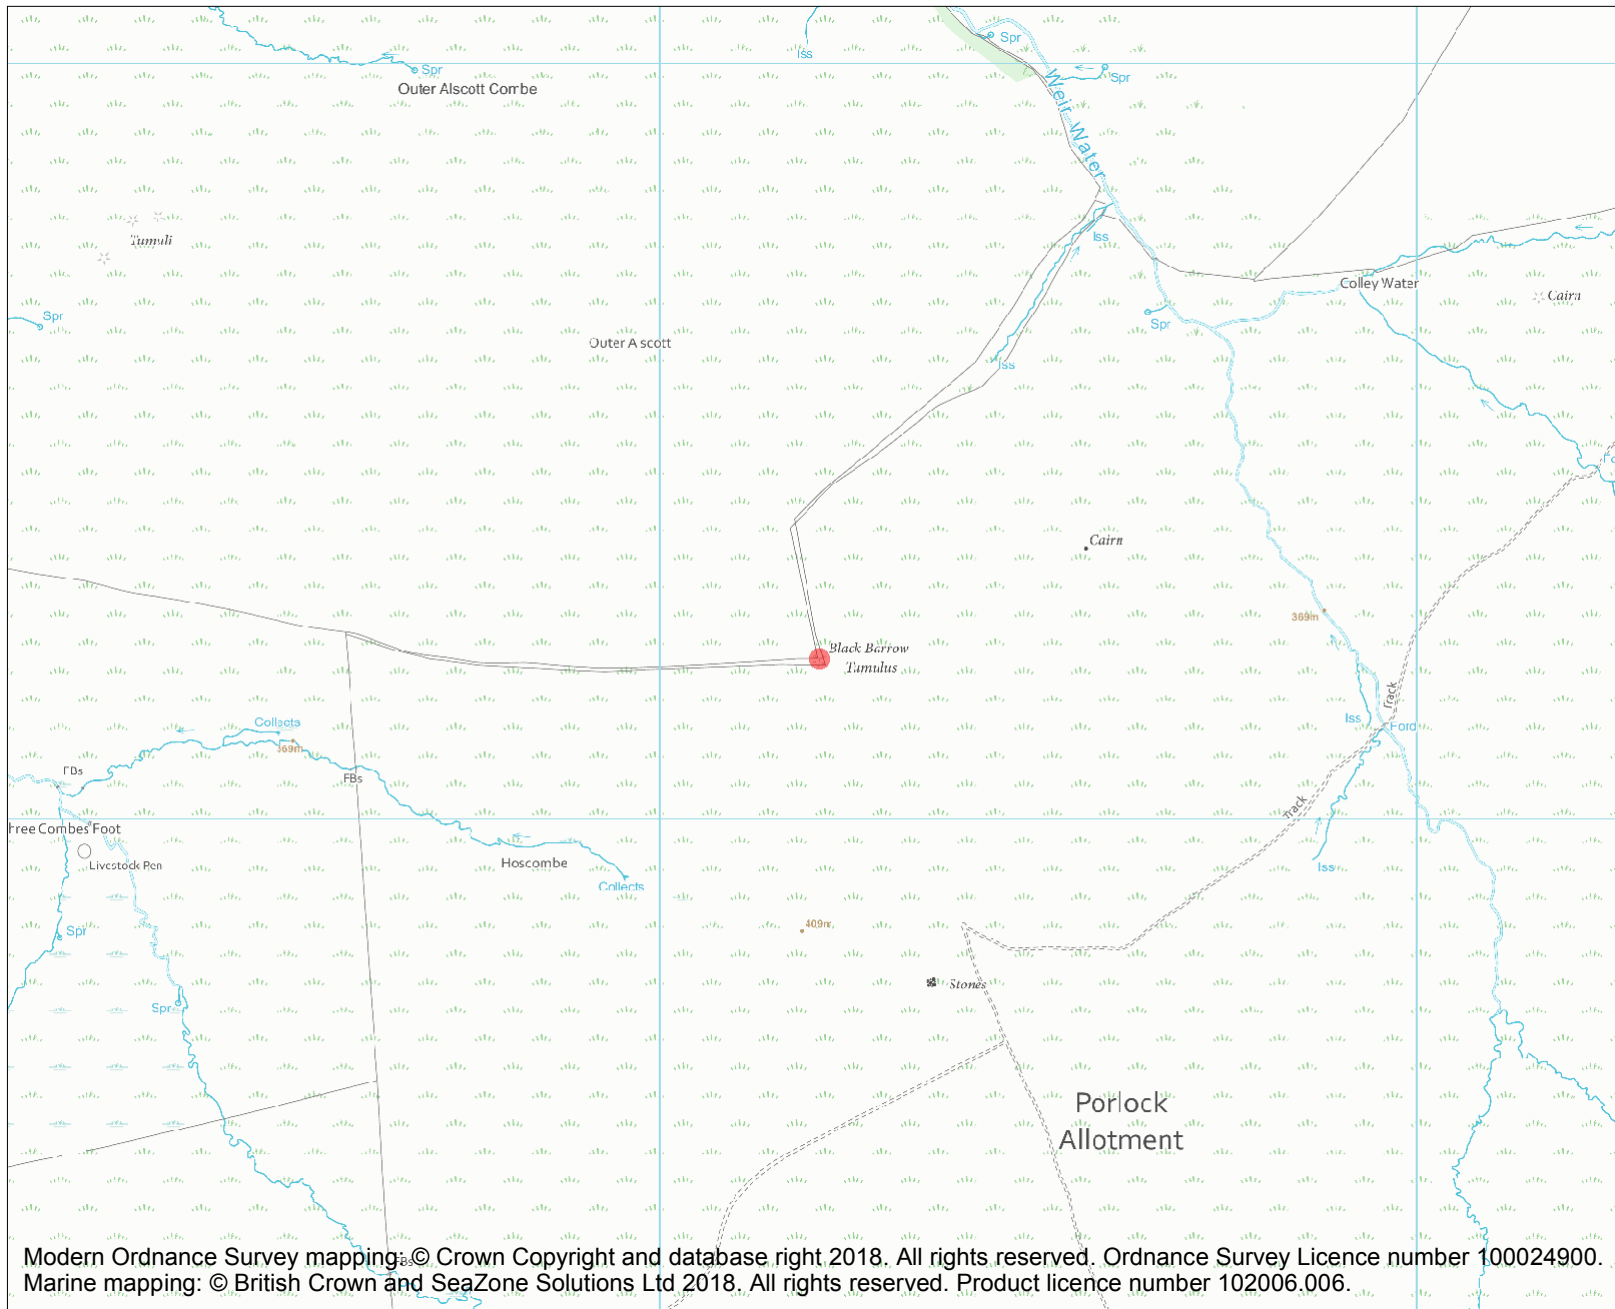 Spr
Iss
Spr
Spr
Outer Alscott Combe
Weir Water
Tumuli
Iss
Colley Water
Cairn
Spr
Spr
Outer A scott
Iss
Cairn
369m
Black Barrow
Tumulus
Track
Iss
Ford
Collects
369m
FBs
FBs
Track
hree Combes Foot
Livestock Pen
Hoscombe
Iss
Collects
409m
Spr
Stones
Spr
Porlock
Allotment
FBs
Modern Ordnance Survey mapping: © Crown Copyright and database right 2018. All rights reserved. Ordnance Survey Licence number 100024900.
Marine mapping: © British Crown and SeaZone Solutions Ltd 2018. All rights reserved. Product licence number 102006.006.